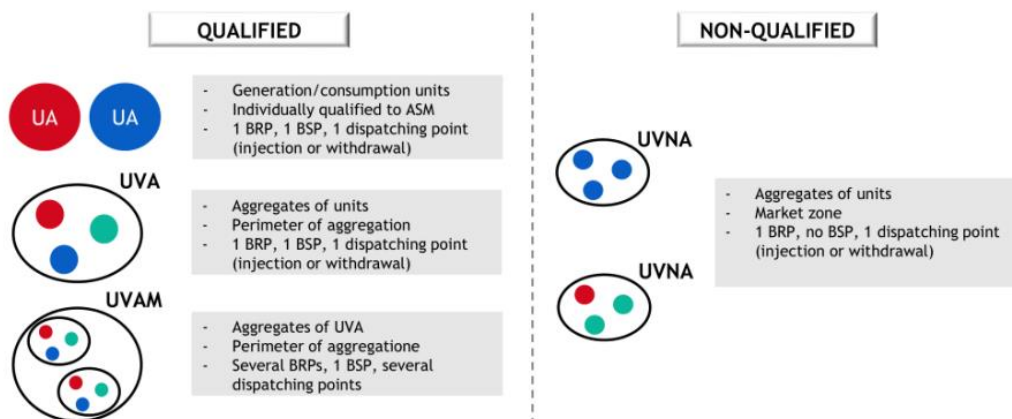 QUALIFIED
UA
UA
- Generation/consumption units
- Individually qualified to ASM
- 1 BRP, 1 BSP, 1 dispatching point
(injection or withdrawal)
UVA
- Aggregates of units
- Perimeter of aggregation
- 1 BRP, 1 BSP, 1 dispatching point
(injection or withdrawal)
UVAM
- Aggregates of UVA
- Perimeter of aggregatione
- Several BRPs, 1 BSP, several
dispatching points
NON-QUALIFIED
UVNA
UVNA
- Aggregates of units
- Market zone
- 1 BRP, no BSP, 1 dispatching point
(injection or withdrawal)